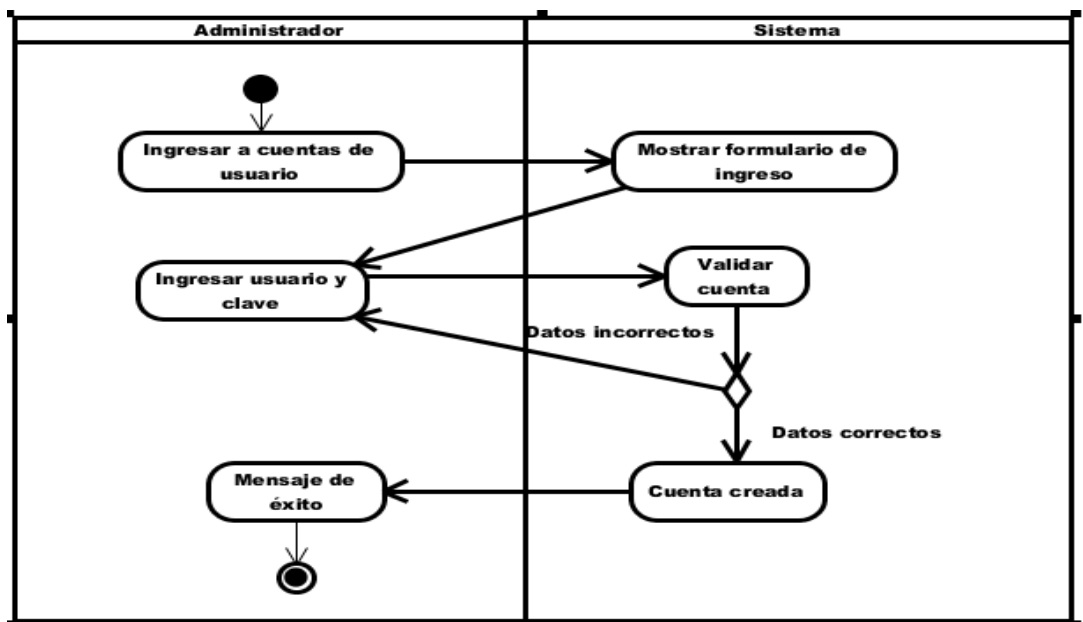 Administrador
Sistema
Ingresar a cuentas de
usuario
Mostrar formulario de
ingreso
Ingresar usuario y
clave
Validar
cuenta
Datos incorrectos
Datos correctos
Mensaje de
éxito
Cuenta creada